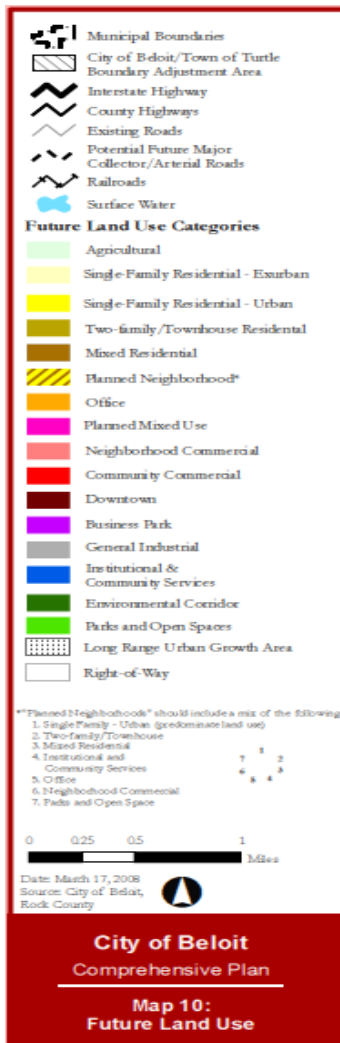 Municipal Boundaries
City of Beloit/Town of Turtle
Boundary Adjustment Area
Interstate Highway
County Highways
Existing Roads
Potential Future Major
Collector/Arterial Roads
Railroads
Surface Water
Future Land Use Categories
Agricultural
Single-Family Residential - Exurban
Single-Family Residential - Urban
Two-family/Townhouse Residental
Mixed Residential
Planned Neighborhood*
Office
Planned Mixed Use
Neighborhood Commercial
Community Commercial
Downtown
Business Park
General Industrial
Institutional &
Community Services
Environmental Corridor
Parks and Open Spaces
Long Range Urban Growth Area
Right-of-Way
*"Planned Neighborhoods" should include a mix of the following:
1. Single Family - Urban (predominate land use)
2. Two-family/Townhouse
3. Mixed Residential
4. Institutional and
Community Services
5. Office
6. Neighborhood Commercial
7. Parks and Open Space
1
7 2
6 3
5 4
0 0.25 0.5 1
Miles
Date: March 17, 2008
Source: City of Beloit,
Rock County
City of Beloit
Comprehensive Plan
Map 10:
Future Land Use